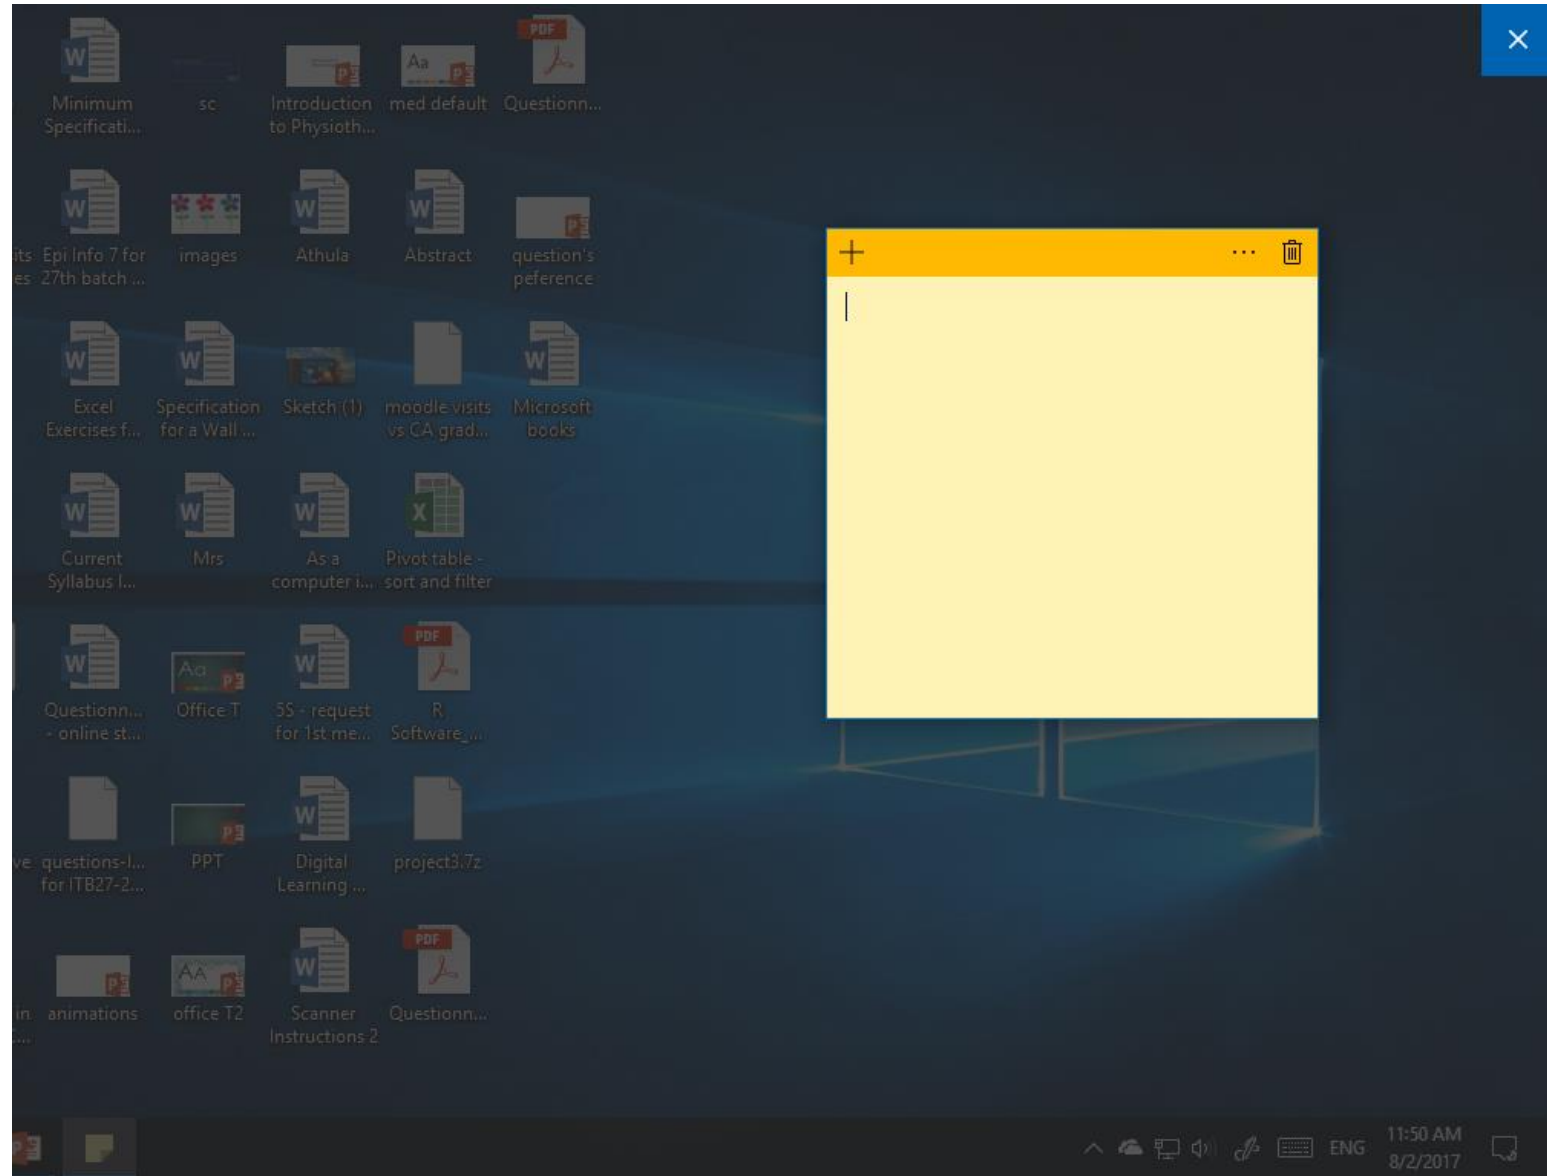 Minimum
Specificati...
sc
Introduction
to Physioth...
med default
Questionn...
its
es
Epi Info 7 for
27th batch ...
images
Athula
Abstract
question's
peference
Excel
Exercises f...
Specification
for a Wall ...
Sketch (1)
moodle visits
vs CA grad...
Microsoft
books
Current
Syllabus I...
Mrs
As a
computer i...
Pivot table -
sort and filter
Questionn...
- online st...
Office T
5S - request
for 1st me...
R
Software_...
ve
questions-I...
for ITB27-2...
PPT
Digital
Learning ...
project3.7z
in
animations
office T2
Scanner
Instructions 2
Questionn...
ENG
11:50 AM
8/2/2017